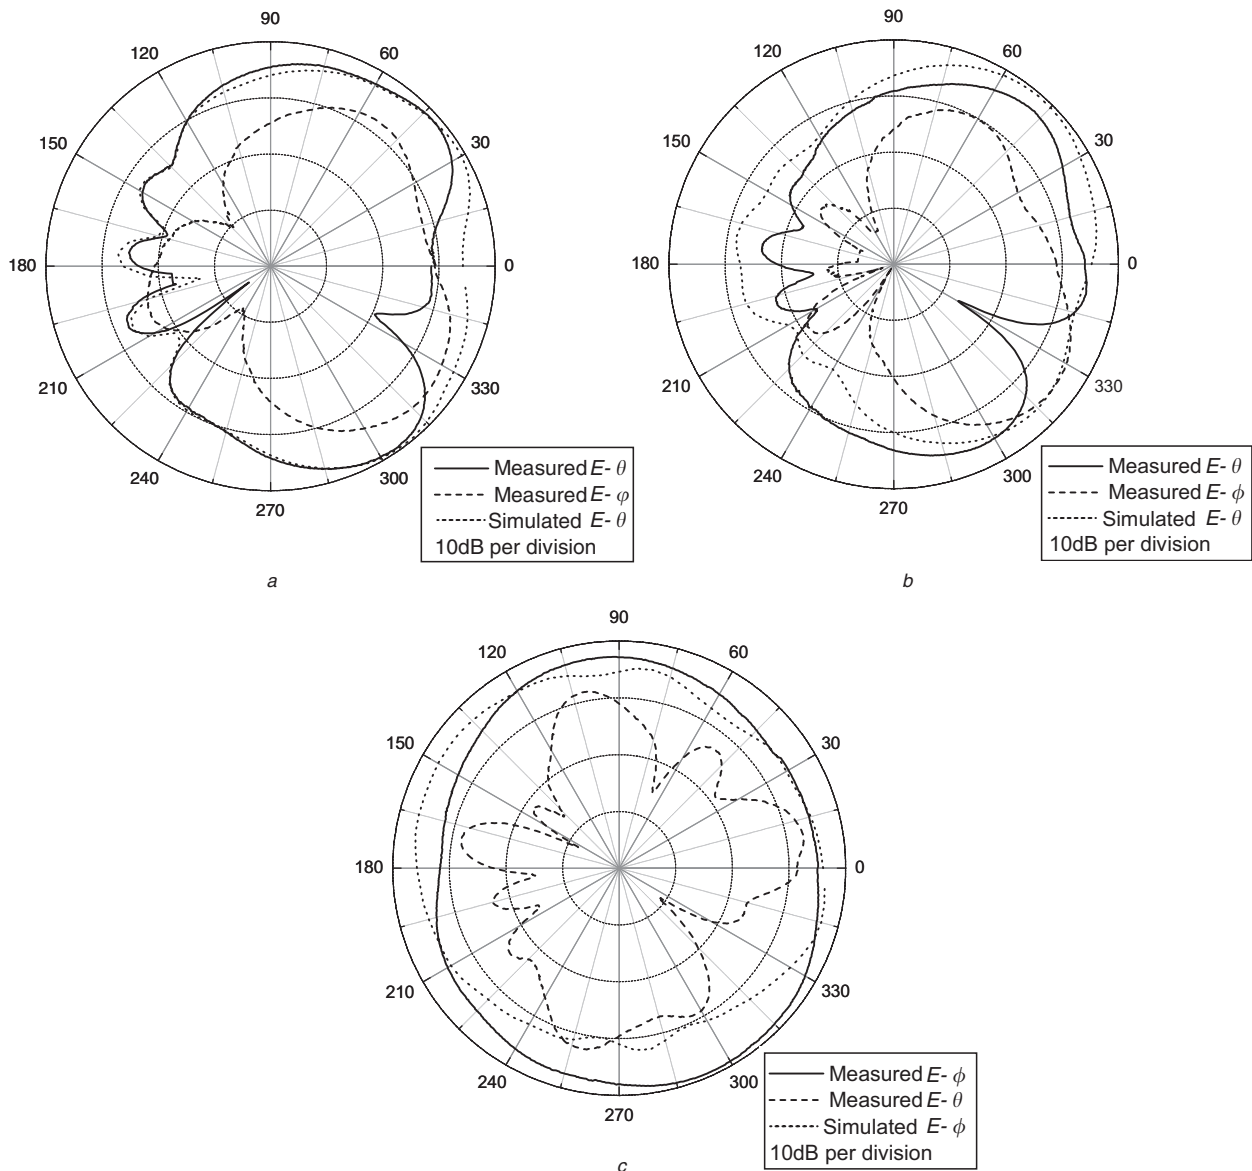 90
120
60
150
30
180
0
210
330
240
300
270
Measured E- θ
Measured E- φ
Simulated E- θ
10dB per division
a
90
120
60
150
30
180
0
210
330
240
300
270
Measured E- θ
Measured E- ϕ
Simulated E- θ
10dB per division
b
90
120
60
150
30
180
0
210
330
240
300
270
Measured E- ϕ
Measured E- θ
Simulated E- ϕ
10dB per division
c